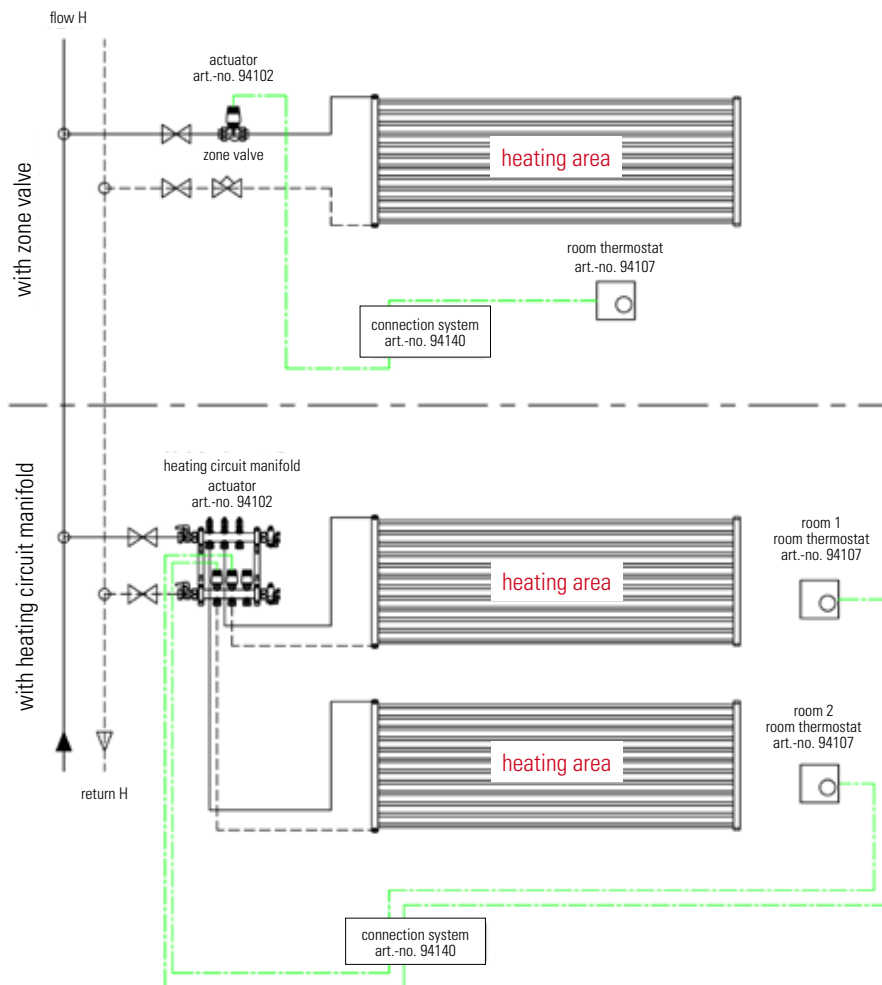 flow H
actuator
art.-no. 94102
zone valve
heating area
room thermostat
art.-no. 94107
connection system
art.-no. 94140
with zone valve
with heating circuit manifold
heating circuit manifold
actuator
art.-no. 94102
heating area
room 1
room thermostat
art.-no. 94107
heating area
room 2
room thermostat
art.-no. 94107
return H
connection system
art.-no. 94140